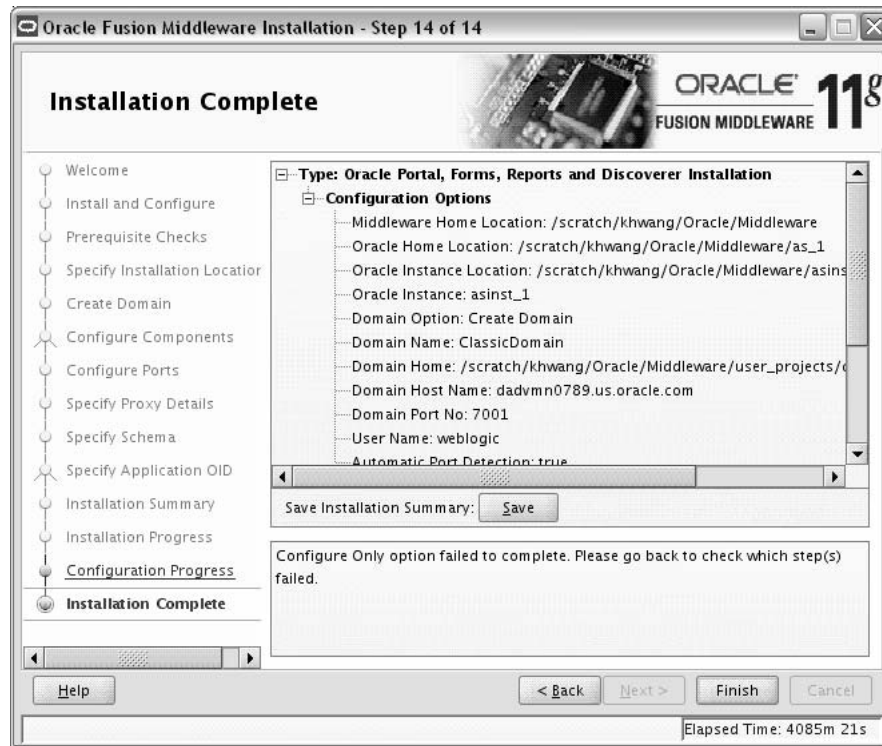 Oracle Fusion Middleware Installation - Step 14 of 14
Installation Complete
ORACLE
FUSION MIDDLEWARE
11g
Welcome
Install and Configure
Prerequisite Checks
Specify Installation Location
Create Domain
Configure Components
Configure Ports
Specify Proxy Details
Specify Schema
Specify Application OID
Installation Summary
Installation Progress
Configuration Progress
Installation Complete
Type: Oracle Portal, Forms, Reports and Discoverer Installation
Configuration Options
Middleware Home Location: /scratch/khwang/Oracle/Middleware
Oracle Home Location: /scratch/khwang/Oracle/Middleware/as_1
Oracle Instance Location: /scratch/khwang/Oracle/Middleware/asins
Oracle Instance: asinst_1
Domain Option: Create Domain
Domain Name: ClassicDomain
Domain Home: /scratch/khwang/Oracle/Middleware/user_projects/
Domain Host Name: dadvmn0789.us.oracle.com
Domain Port No: 7001
User Name: weblogic
Automatic Port Detection: true
Save Installation Summary: Save
Configure Only option failed to complete. Please go back to check which step(s)
failed.
Help < Back Next > Finish Cancel
Elapsed Time: 4085m 21s